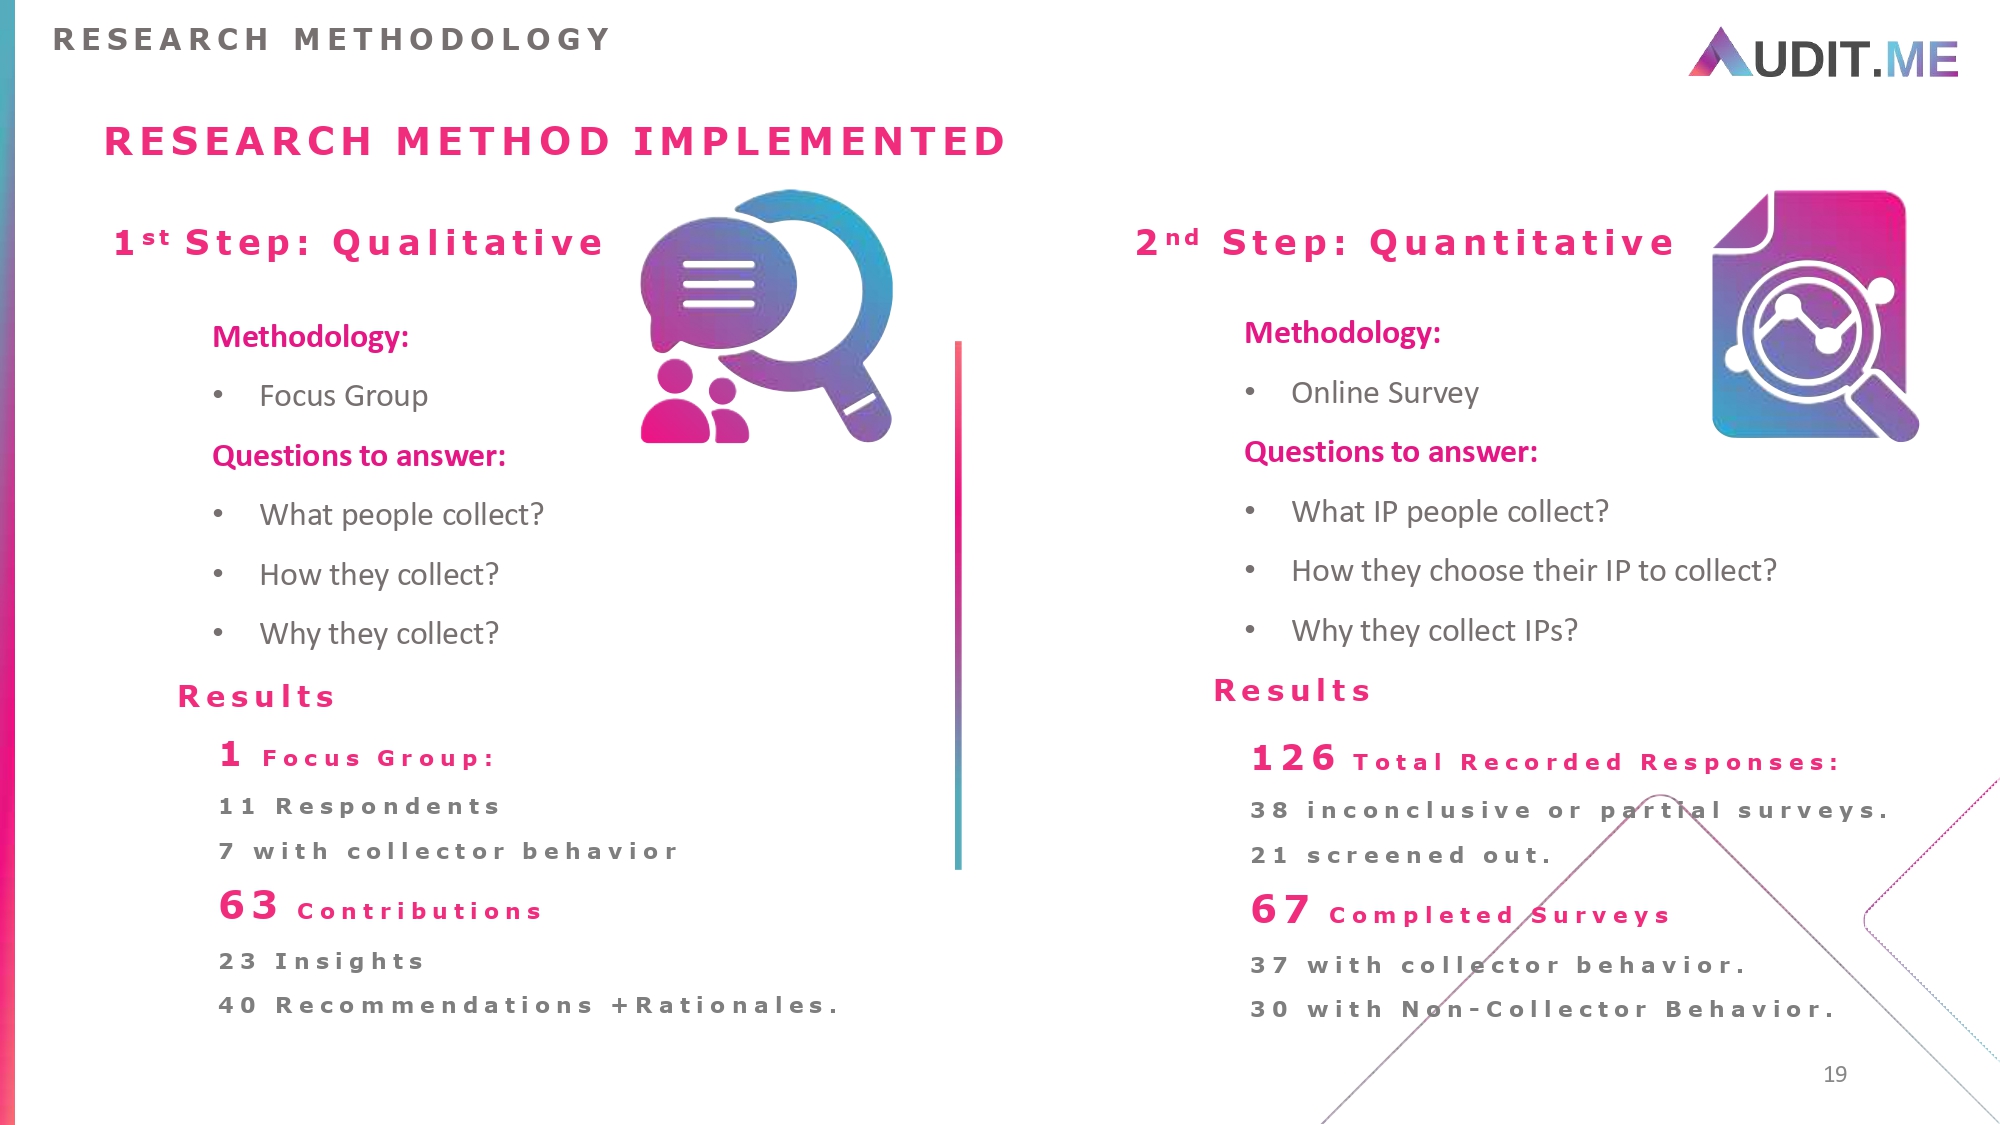 RESEARCH METHODOLOGY
AUDIT.ME
RESEARCH METHOD IMPLEMENTED
1st Step: Qualitative
Methodology:
• Focus Group
Questions to answer:
• What people collect?
• How they collect?
• Why they collect?
Results
1 Focus Group:
11 Respondents
7 with collector behavior
63 Contributions
23 Insights
40 Recommendations +Rationales.
2nd Step: Quantitative
Methodology:
• Online Survey
Questions to answer:
• What IP people collect?
• How they choose their IP to collect?
• Why they collect IPs?
Results
126 Total Recorded Responses:
38 inconclusive or partial surveys.
21 screened out.
67 Completed Surveys
37 with collector behavior.
30 with Non-Collector Behavior.
19